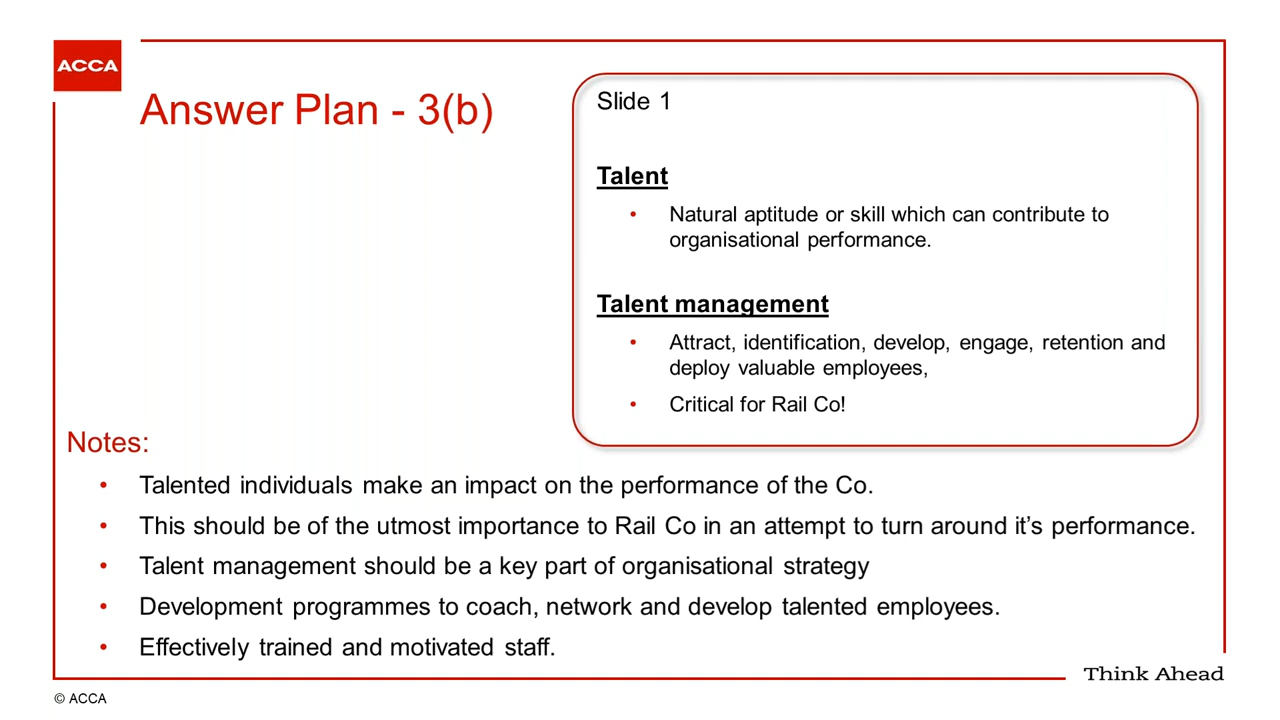 ACCA
Answer Plan - 3(b)
Slide 1
Talent
• Natural aptitude or skill which can contribute to
organisational performance.
Talent management
• Attract, identification, develop, engage, retention and
deploy valuable employees,
• Critical for Rail Co!
Notes:
• Talented individuals make an impact on the performance of the Co.
• This should be of the utmost importance to Rail Co in an attempt to turn around it’s performance.
• Talent management should be a key part of organisational strategy
• Development programmes to coach, network and develop talented employees.
• Effectively trained and motivated staff.
Think Ahead
© ACCA